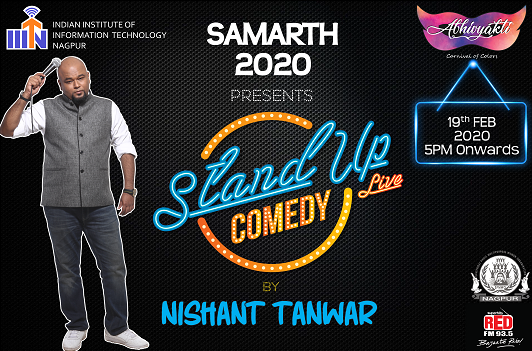 INDIAN INSTITUTE OF
INFORMATION TECHNOLOGY
NAGPUR
SAMARTH
2020
PRESENTS
Abhivyakti
Carnival of Colors
19th FEB
2020
5PM Onwards
Stand Up
Live
COMEDY
BY
NISHANT TANWAR
NAGPUR
RED
FM 93.5
Bajaate Raho!